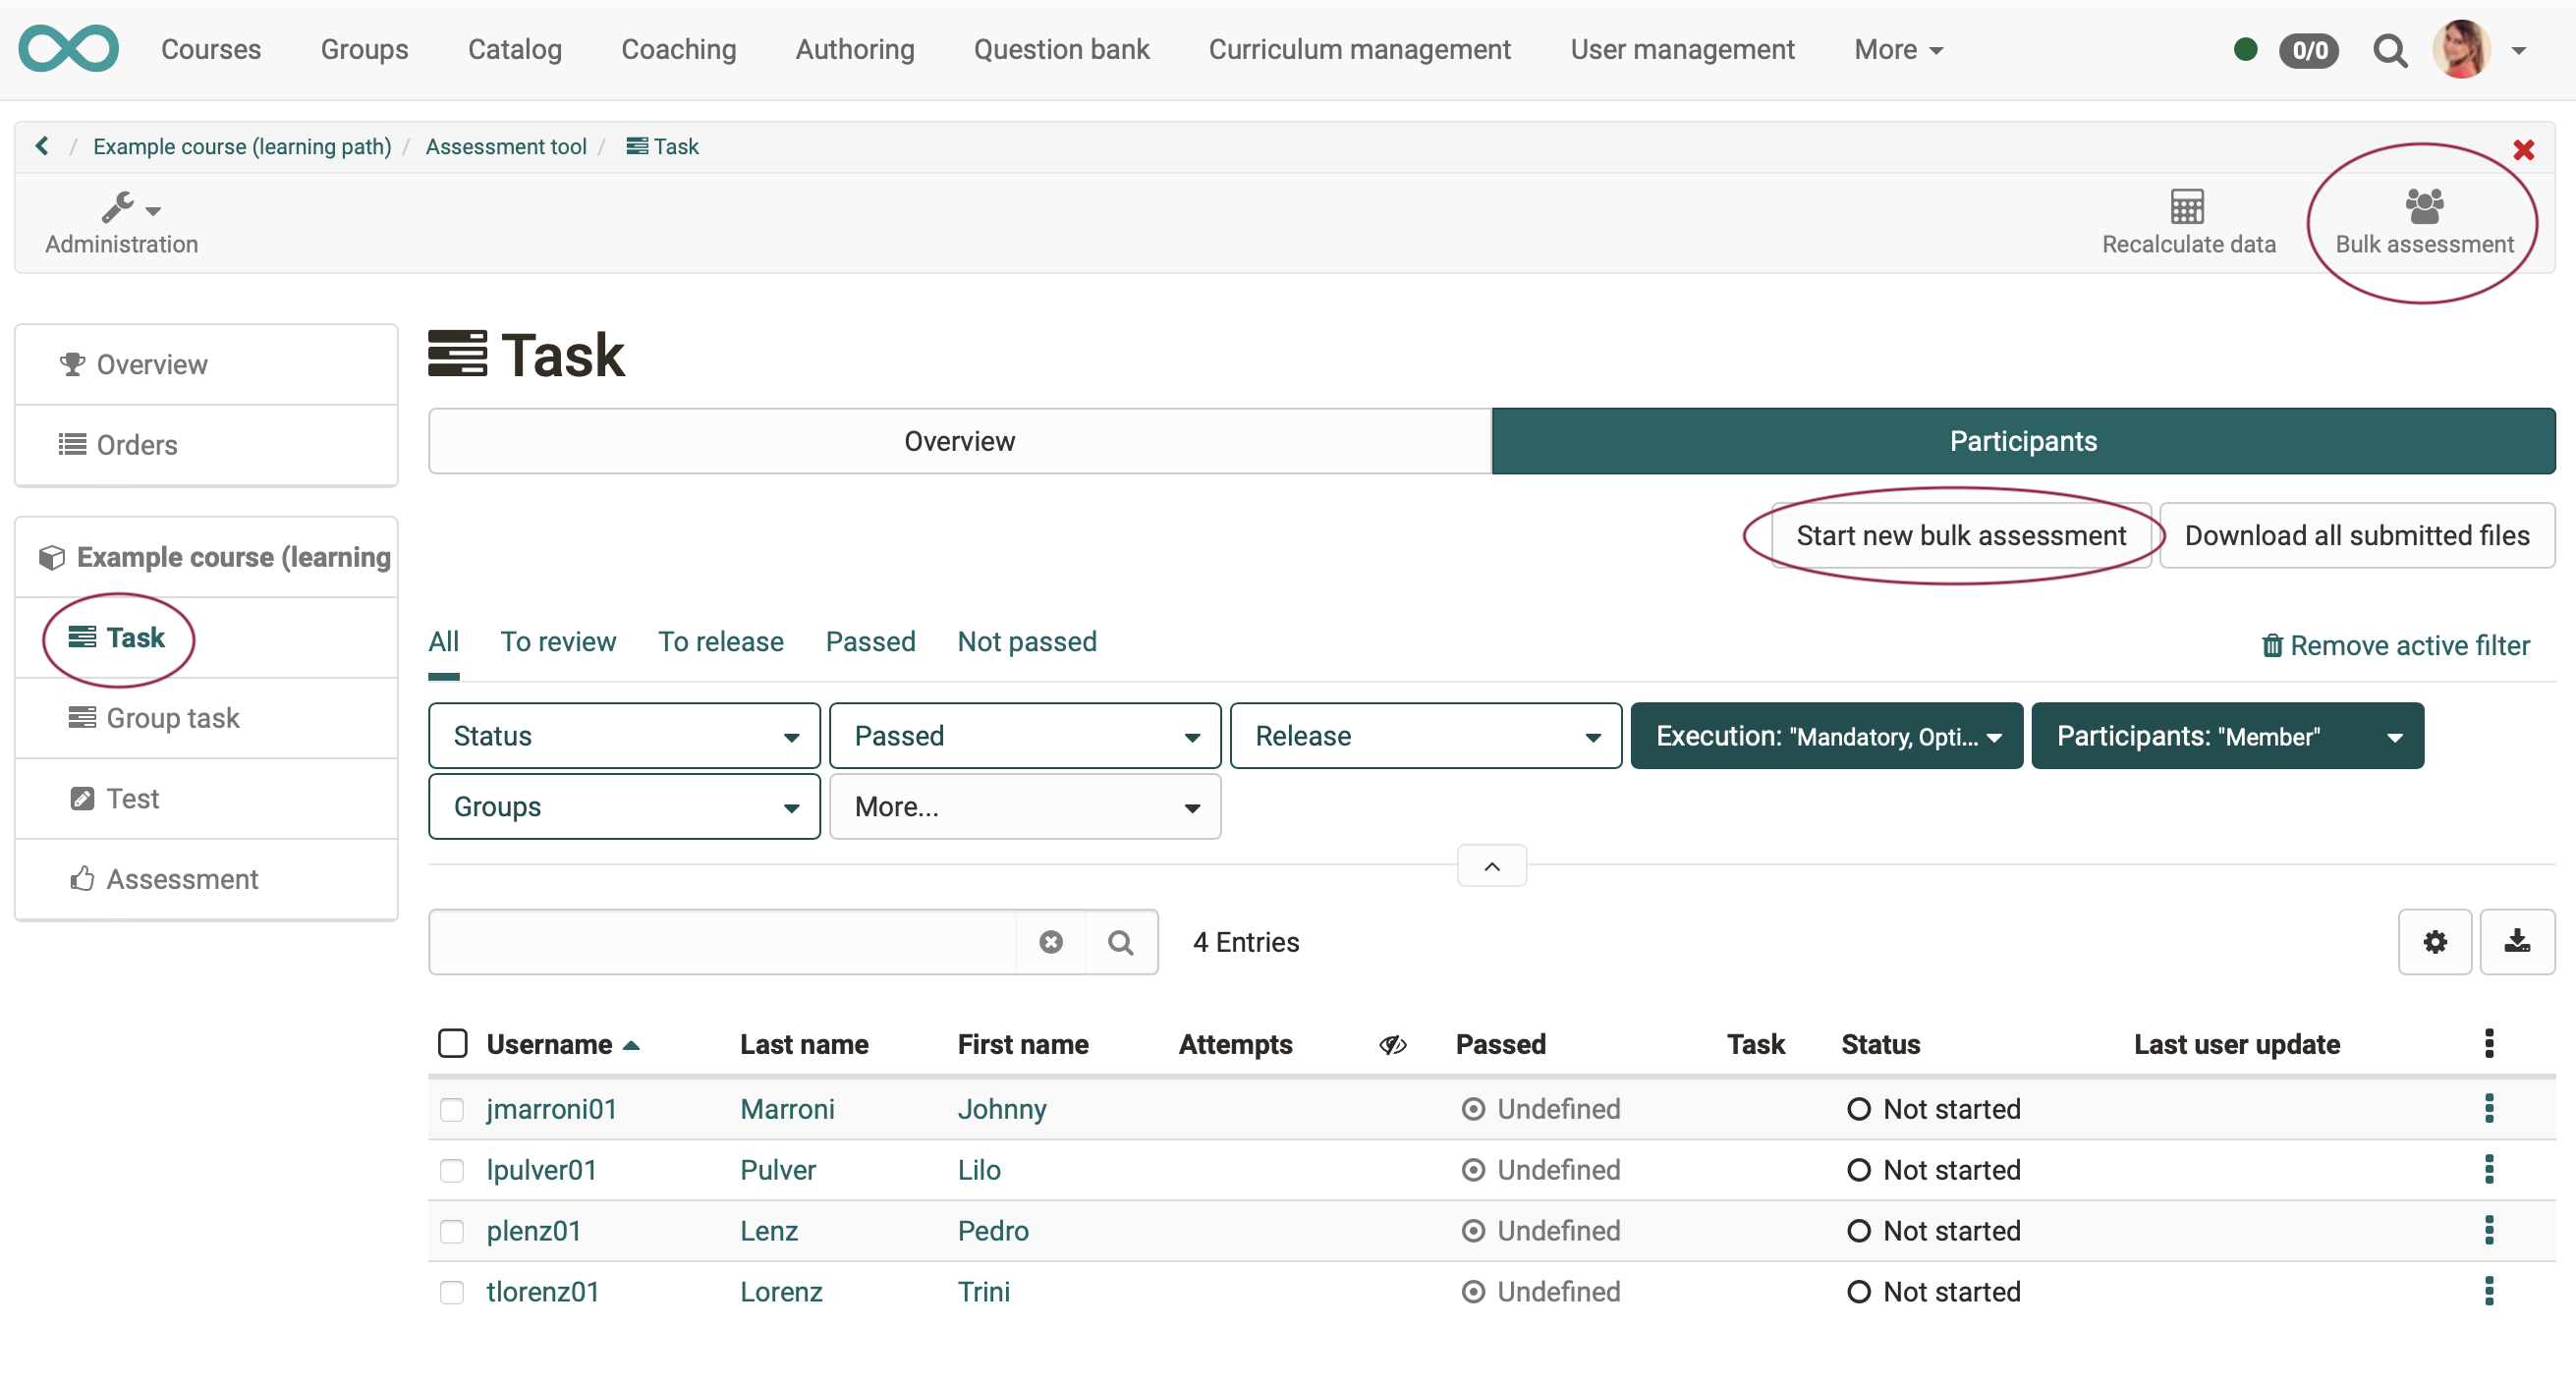 Courses Groups Catalog Coaching Authoring Question bank Curriculum management User management More 0/0
/ Example course (learning path) / Assessment tool / Task
Administration Recalculate data Bulk assessment
Overview
Orders
Example course (learning
Task
Group task
Test
Assessment
Task
Overview Participants
Start new bulk assessment Download all submitted files
All To review To release Passed Not passed Remove active filter
Status Passed Release Execution: "Mandatory, Opti... Participants: "Member"
Groups More...
4 Entries
Username Last name First name Attempts Passed Task Status Last user update
jmarroni01 Marroni Johnny Undefined Not started
lpulver01 Pulver Lilo Undefined Not started
plenz01 Lenz Pedro Undefined Not started
tlorenz01 Lorenz Trini Undefined Not started